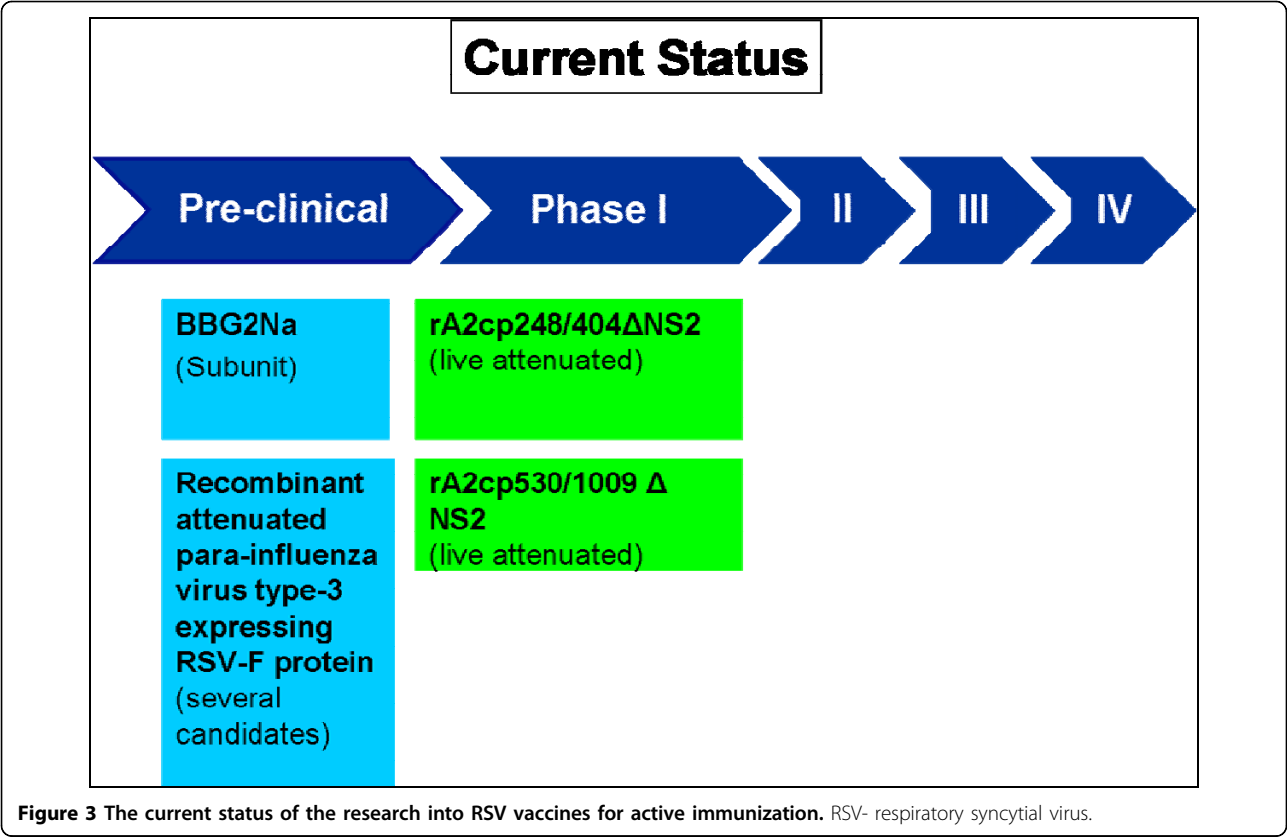 Current Status
Pre-clinical
Phase I
II
III
IV
BBG2Na
(Subunit)
rA2cp248/404ΔNS2
(live attenuated)
Recombinant
attenuated
para-influenza
virus type-3
expressing
RSV-F protein
(several
candidates)
rA2cp530/1009 Δ
NS2
(live attenuated)
Figure 3 The current status of the research into RSV vaccines for active immunization. RSV- respiratory syncytial virus.